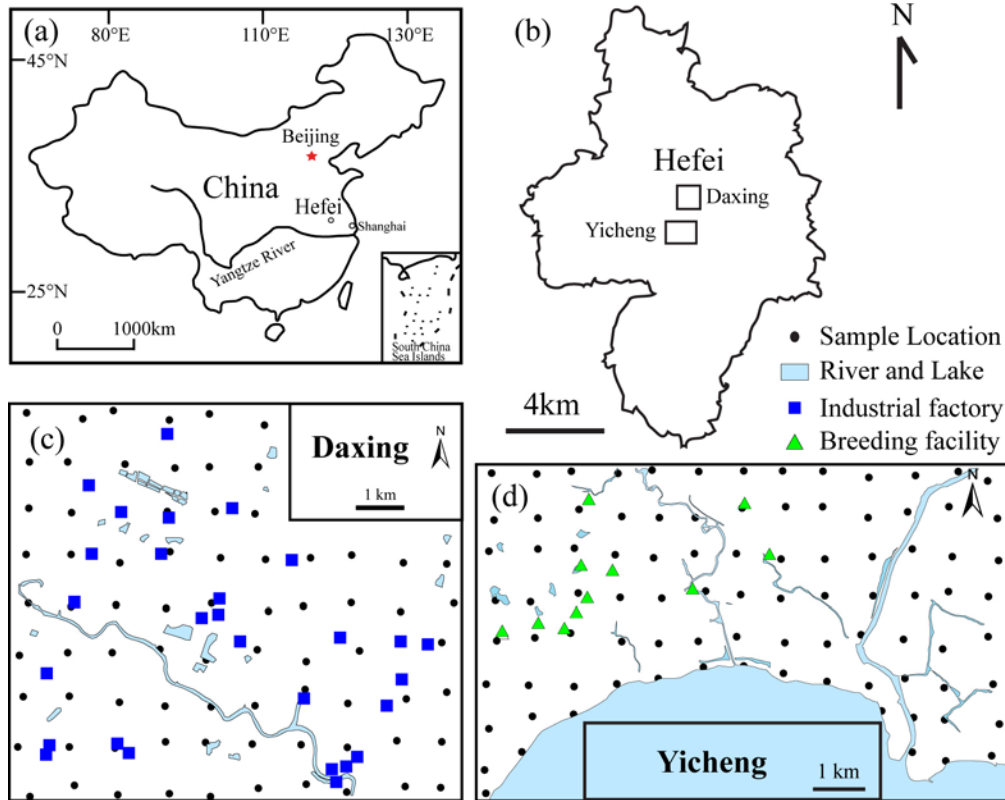 (a)
80°E
110°E
130°E
45°N
Beijing
China
Hefei
Shanghai
Yangtze River
25°N
0
1000km
South China
Sea Islands
(b)
N
Hefei
Daxing
Yicheng
4km
Sample Location
River and Lake
Industrial factory
Breeding facility
(c)
Daxing
N
1 km
(d)
N
Yicheng
1 km